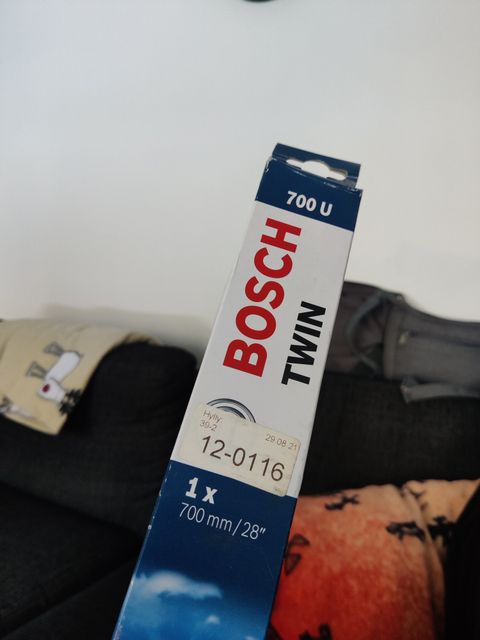 700 U
BOSCH
TWIN
Hylly:
39-2
29.08.21
12-0116
1 x
700 mm / 28"